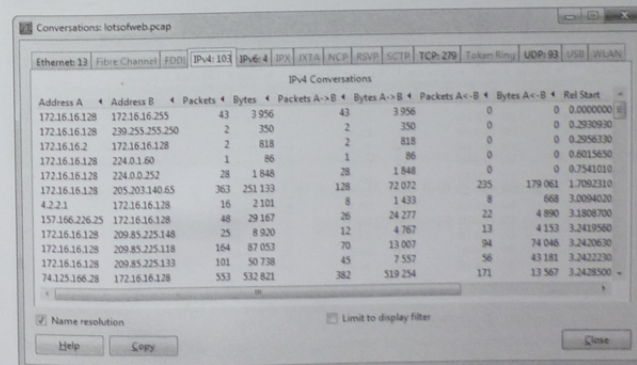 Conversations: lotsofweb.pcap
Ethernet: 13 Fibre Channel FDDI IPv4: 103 IPv6: 4 IPX JXTA NCP RSVP SCTP TCP: 279 Token Ring UDP: 93 USB WLAN
IPv4 Conversations
Address A Address B Packets Bytes Packets A->B Bytes A->B Packets A<-B Bytes A<-B Rel Start
172.16.16.128 172.16.16.255 43 3 956 43 3 956 0 0 0.0000000
172.16.16.128 239.255.255.250 2 350 2 350 0 0 0.2930930
172.16.16.2 172.16.16.128 2 818 2 818 0 0 0.2956330
172.16.16.128 224.0.1.60 1 86 1 86 0 0 0.6015650
172.16.16.128 224.0.0.252 28 1 848 28 1 848 0 0 0.7541010
172.16.16.128 205.203.140.65 363 251 133 128 72 072 235 179 061 1.7092310
4.2.2.1 172.16.16.128 16 2 101 8 1 433 8 668 3.0094020
157.166.226.25 172.16.16.128 48 29 167 26 24 277 22 4 890 3.1808700
172.16.16.128 209.85.225.148 25 8 920 12 4 767 13 4 153 3.2419560
172.16.16.128 209.85.225.118 164 87 053 70 13 007 94 74 046 3.2420630
172.16.16.128 209.85.225.133 101 50 738 45 7 557 56 43 181 3.2422230
74.125.166.28 172.16.16.128 553 532 821 382 519 254 171 13 567 3.2428500
Name resolution Limit to display filter
Help Copy Close